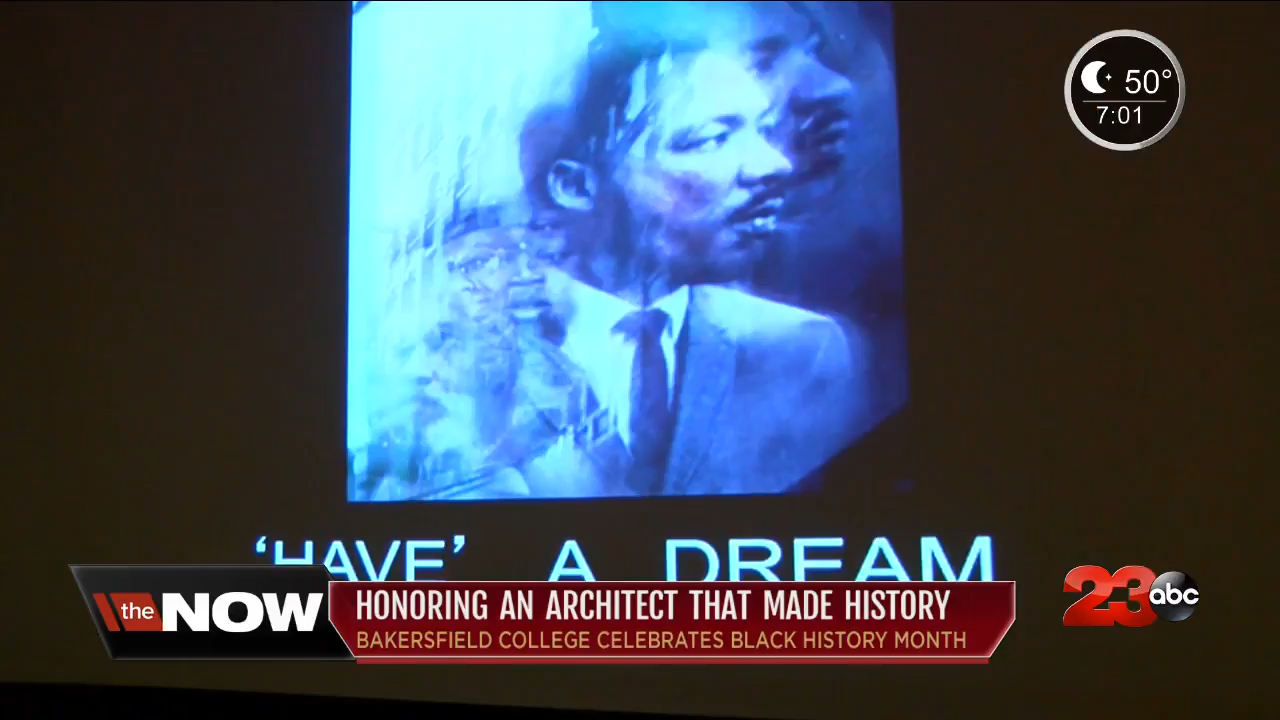 50°
7:01
‘HAVE’ A DREAM
the NOW
HONORING AN ARCHITECT THAT MADE HISTORY
BAKERSFIELD COLLEGE CELEBRATES BLACK HISTORY MONTH
23 abc